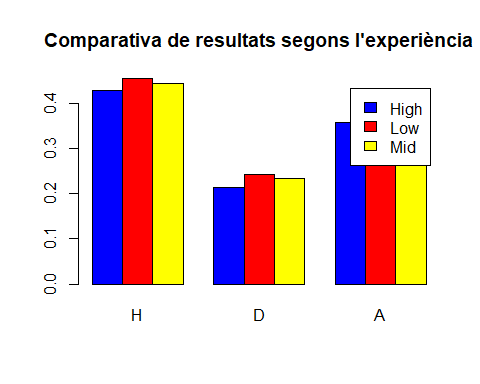 Comparativa de resultats segons l'experiència
0.4
0.3
0.2
0.1
0.0
High
Low
Mid
H D A